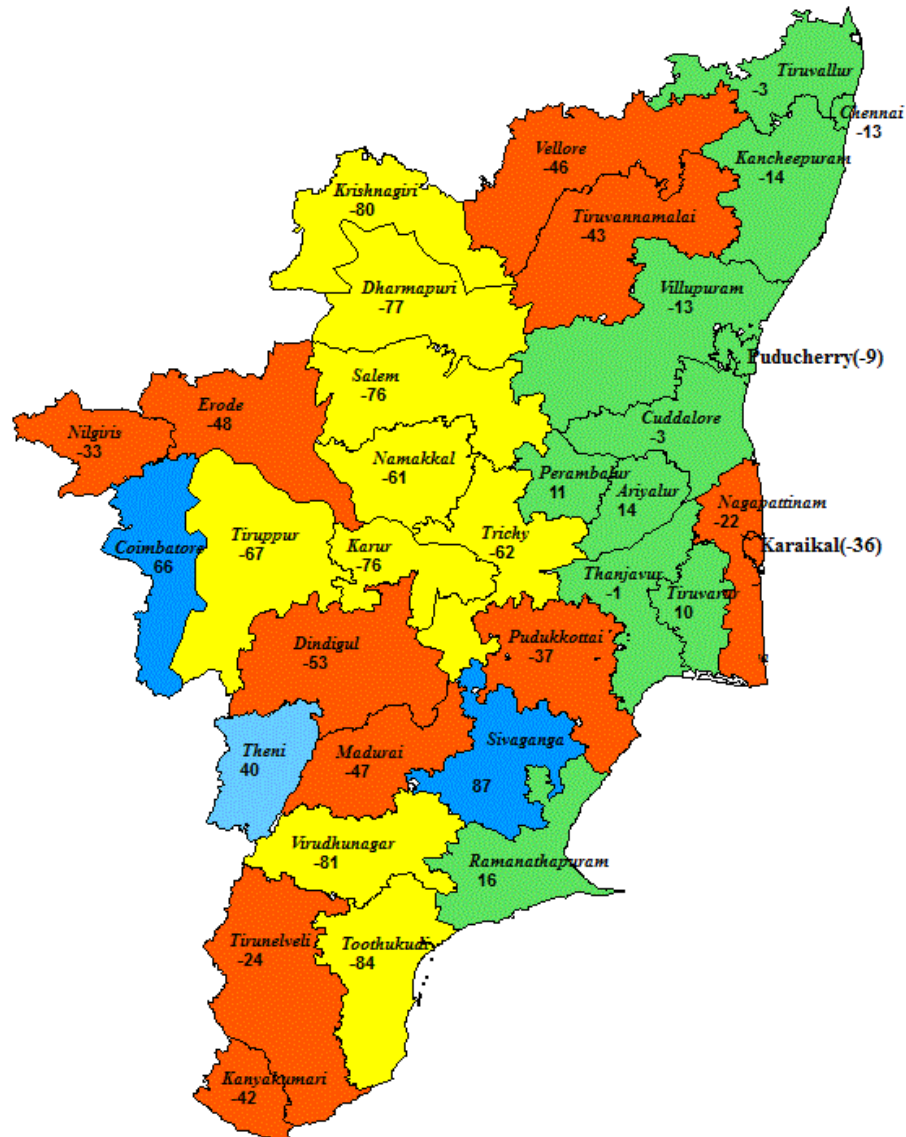 Tiruvallur
-3
Chennai
-13
Vellore
-46
Kancheepuram
-14
Krishnagiri
-80
Tiruvannamalai
-43
Dharmapuri
-77
Villupuram
-13
Puducherry(-9)
Salem
-76
Erode
-48
Nilgiris
-33
Cuddalore
-3
Namakkal
-61
Perambalur
11
Ariyalur
14
Nagapattinam
-22
Coimbatore
66
Tiruppur
-67
Karur
-76
Trichy
-62
Karaikal(-36)
Thanjavur
-1
Tiruvarur
10
Dindigul
-53
Pudukkottai
-37
Sivaganga
87
Theni
40
Madurai
-47
Virudhunagar
-81
Ramanathapuram
16
Tirunelveli
-24
Toothukudi
-84
Kanyakumari
-42